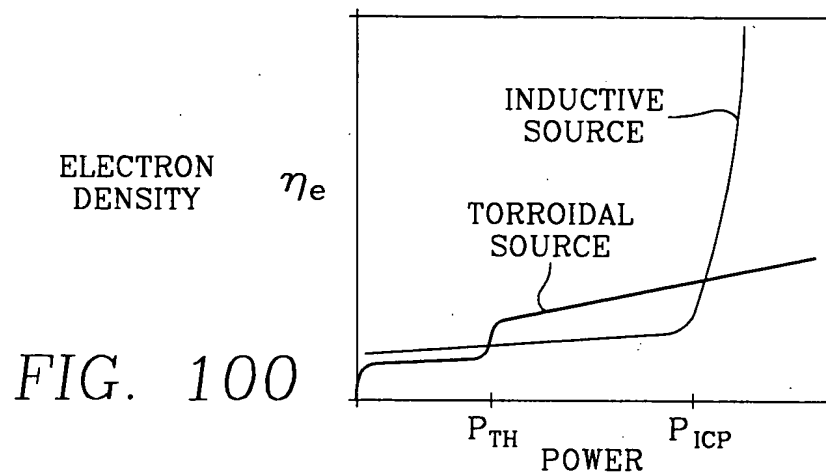 INDUCTIVE
SOURCE
ELECTRON
DENSITY
ηe
TORROIDAL
SOURCE
FIG. 100
PTH
PICP
POWER